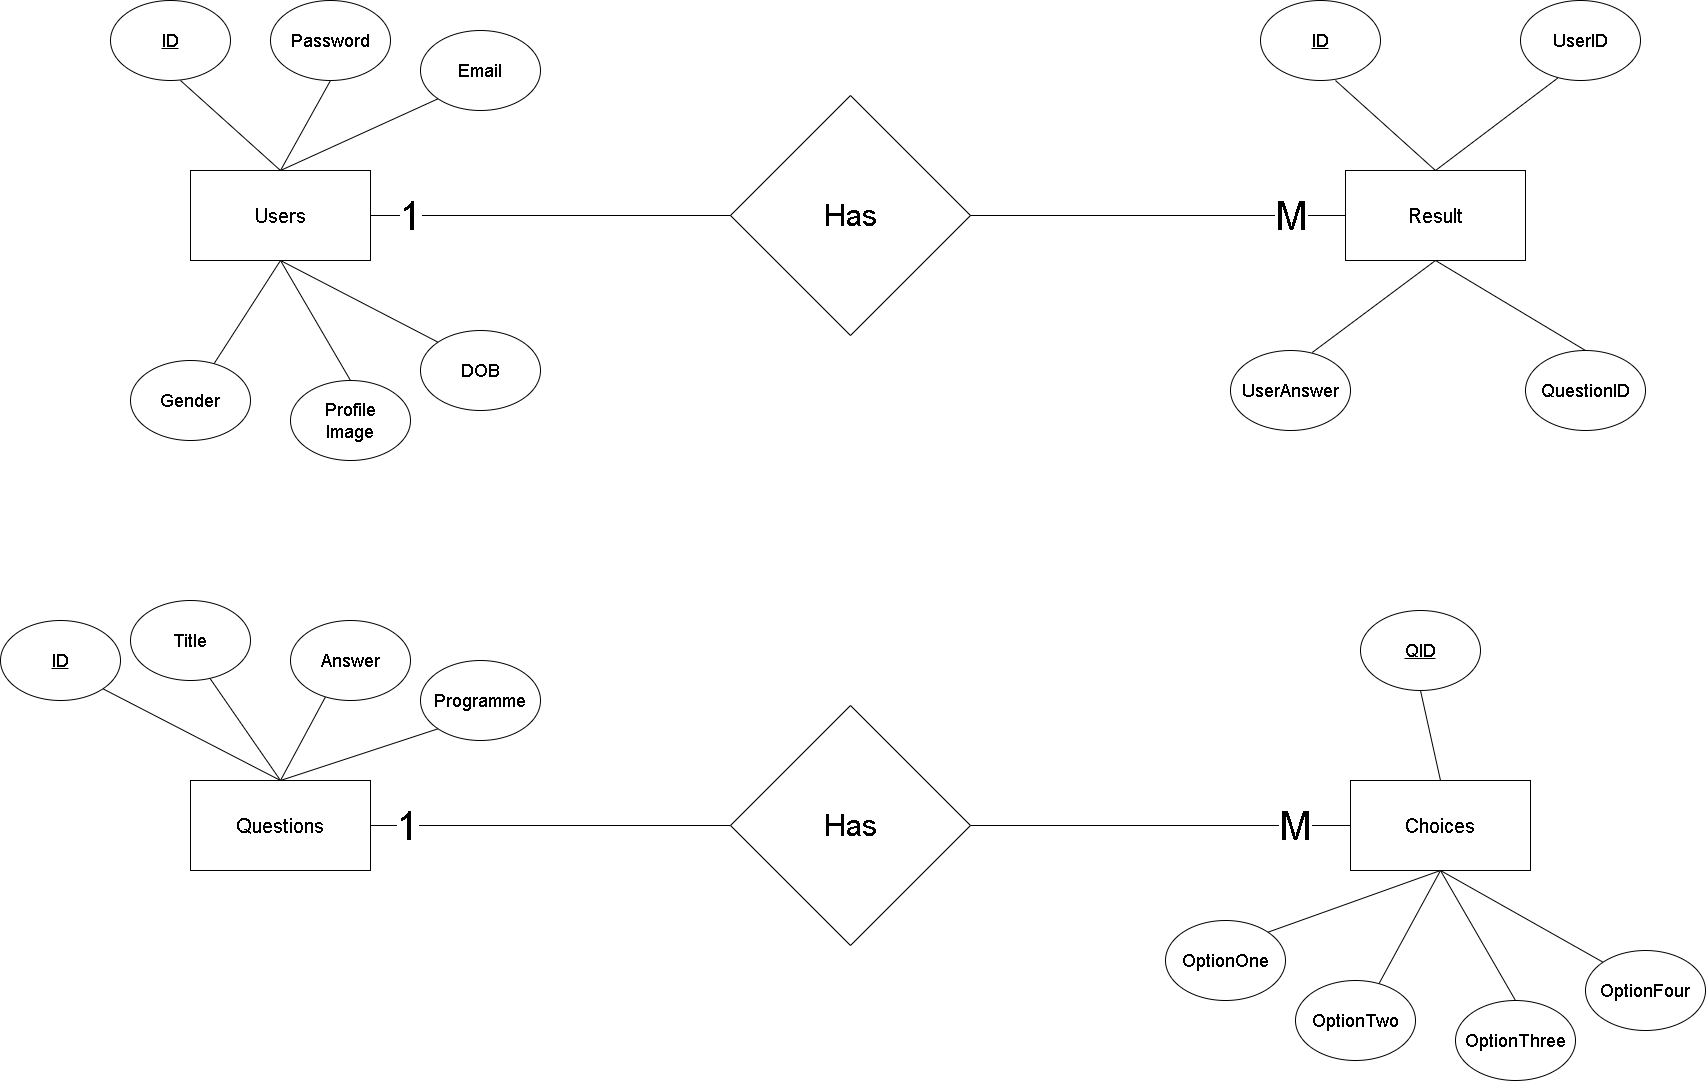 ID
Password
Email
Users
1
Has
M
Result
ID
UserID
Gender
Profile
Image
DOB
UserAnswer
QuestionID
ID
Title
Answer
Programme
Questions
1
Has
M
Choices
QID
OptionOne
OptionTwo
OptionThree
OptionFour